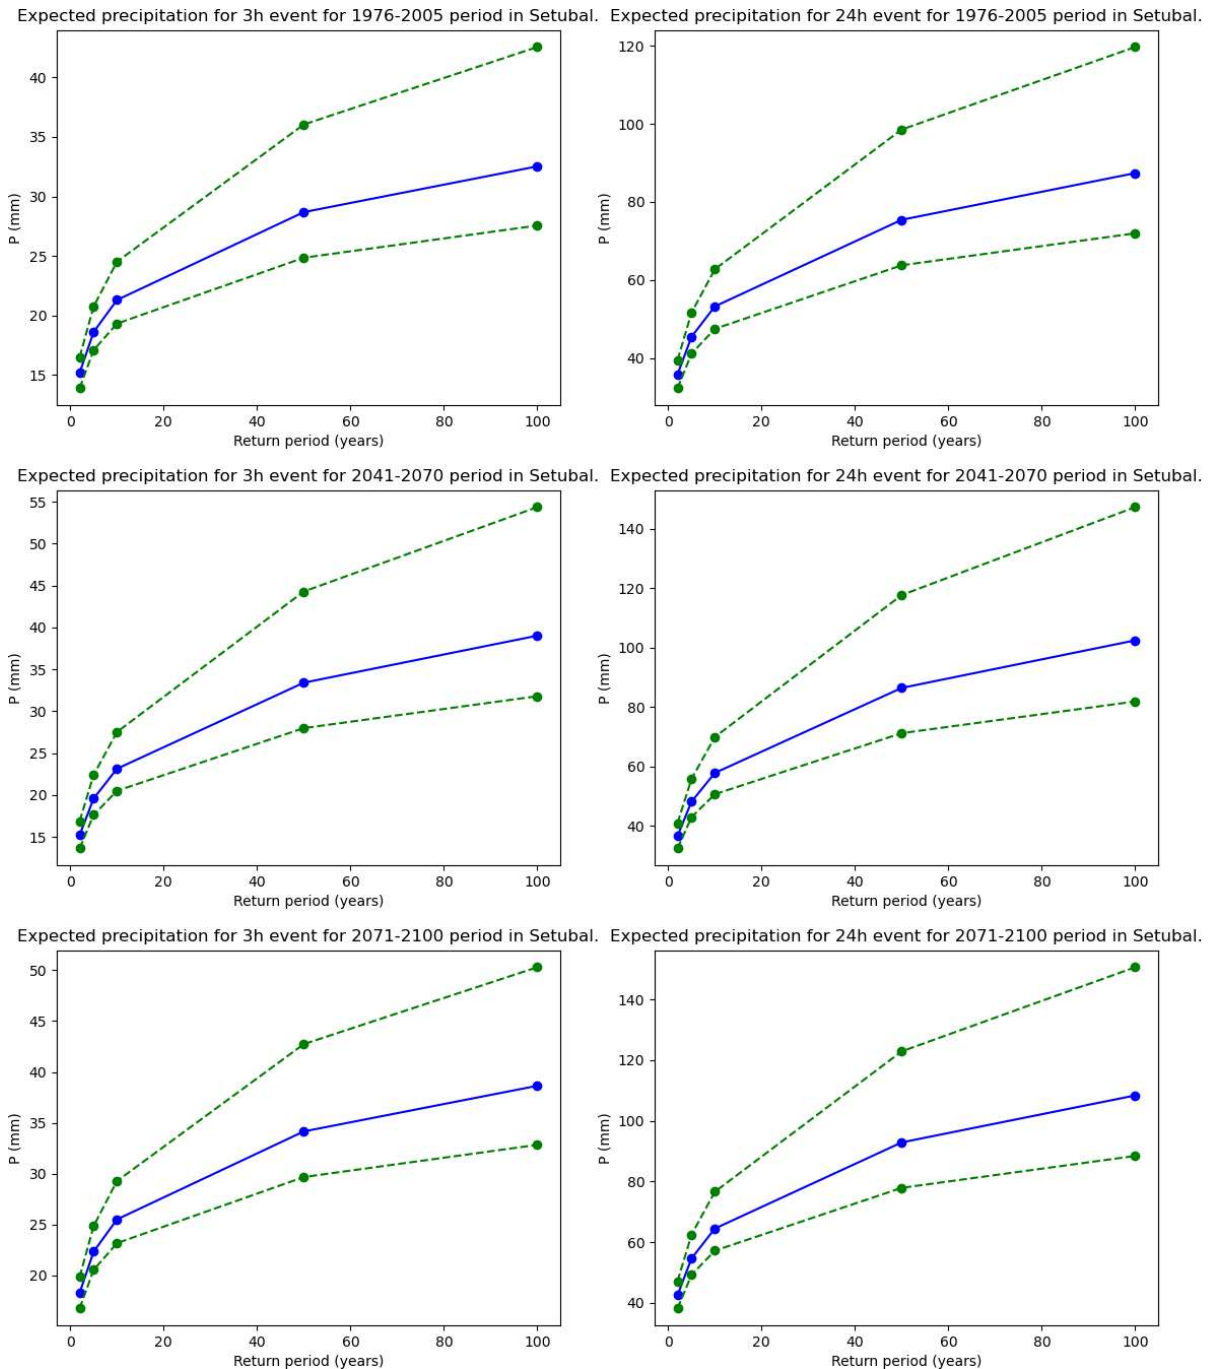 Expected precipitation for 3h event for 1976-2005 period in Setubal.
P (mm)
40
35
30
25
20
15
0 20 40 60 80 100
Return period (years)
Expected precipitation for 24h event for 1976-2005 period in Setubal.
P (mm)
120
100
80
60
40
0 20 40 60 80 100
Return period (years)
Expected precipitation for 3h event for 2041-2070 period in Setubal.
P (mm)
55
50
45
40
35
30
25
20
15
0 20 40 60 80 100
Return period (years)
Expected precipitation for 24h event for 2041-2070 period in Setubal.
P (mm)
140
120
100
80
60
40
0 20 40 60 80 100
Return period (years)
Expected precipitation for 3h event for 2071-2100 period in Setubal.
P (mm)
50
45
40
35
30
25
20
0 20 40 60 80 100
Return period (years)
Expected precipitation for 24h event for 2071-2100 period in Setubal.
P (mm)
140
120
100
80
60
40
0 20 40 60 80 100
Return period (years)